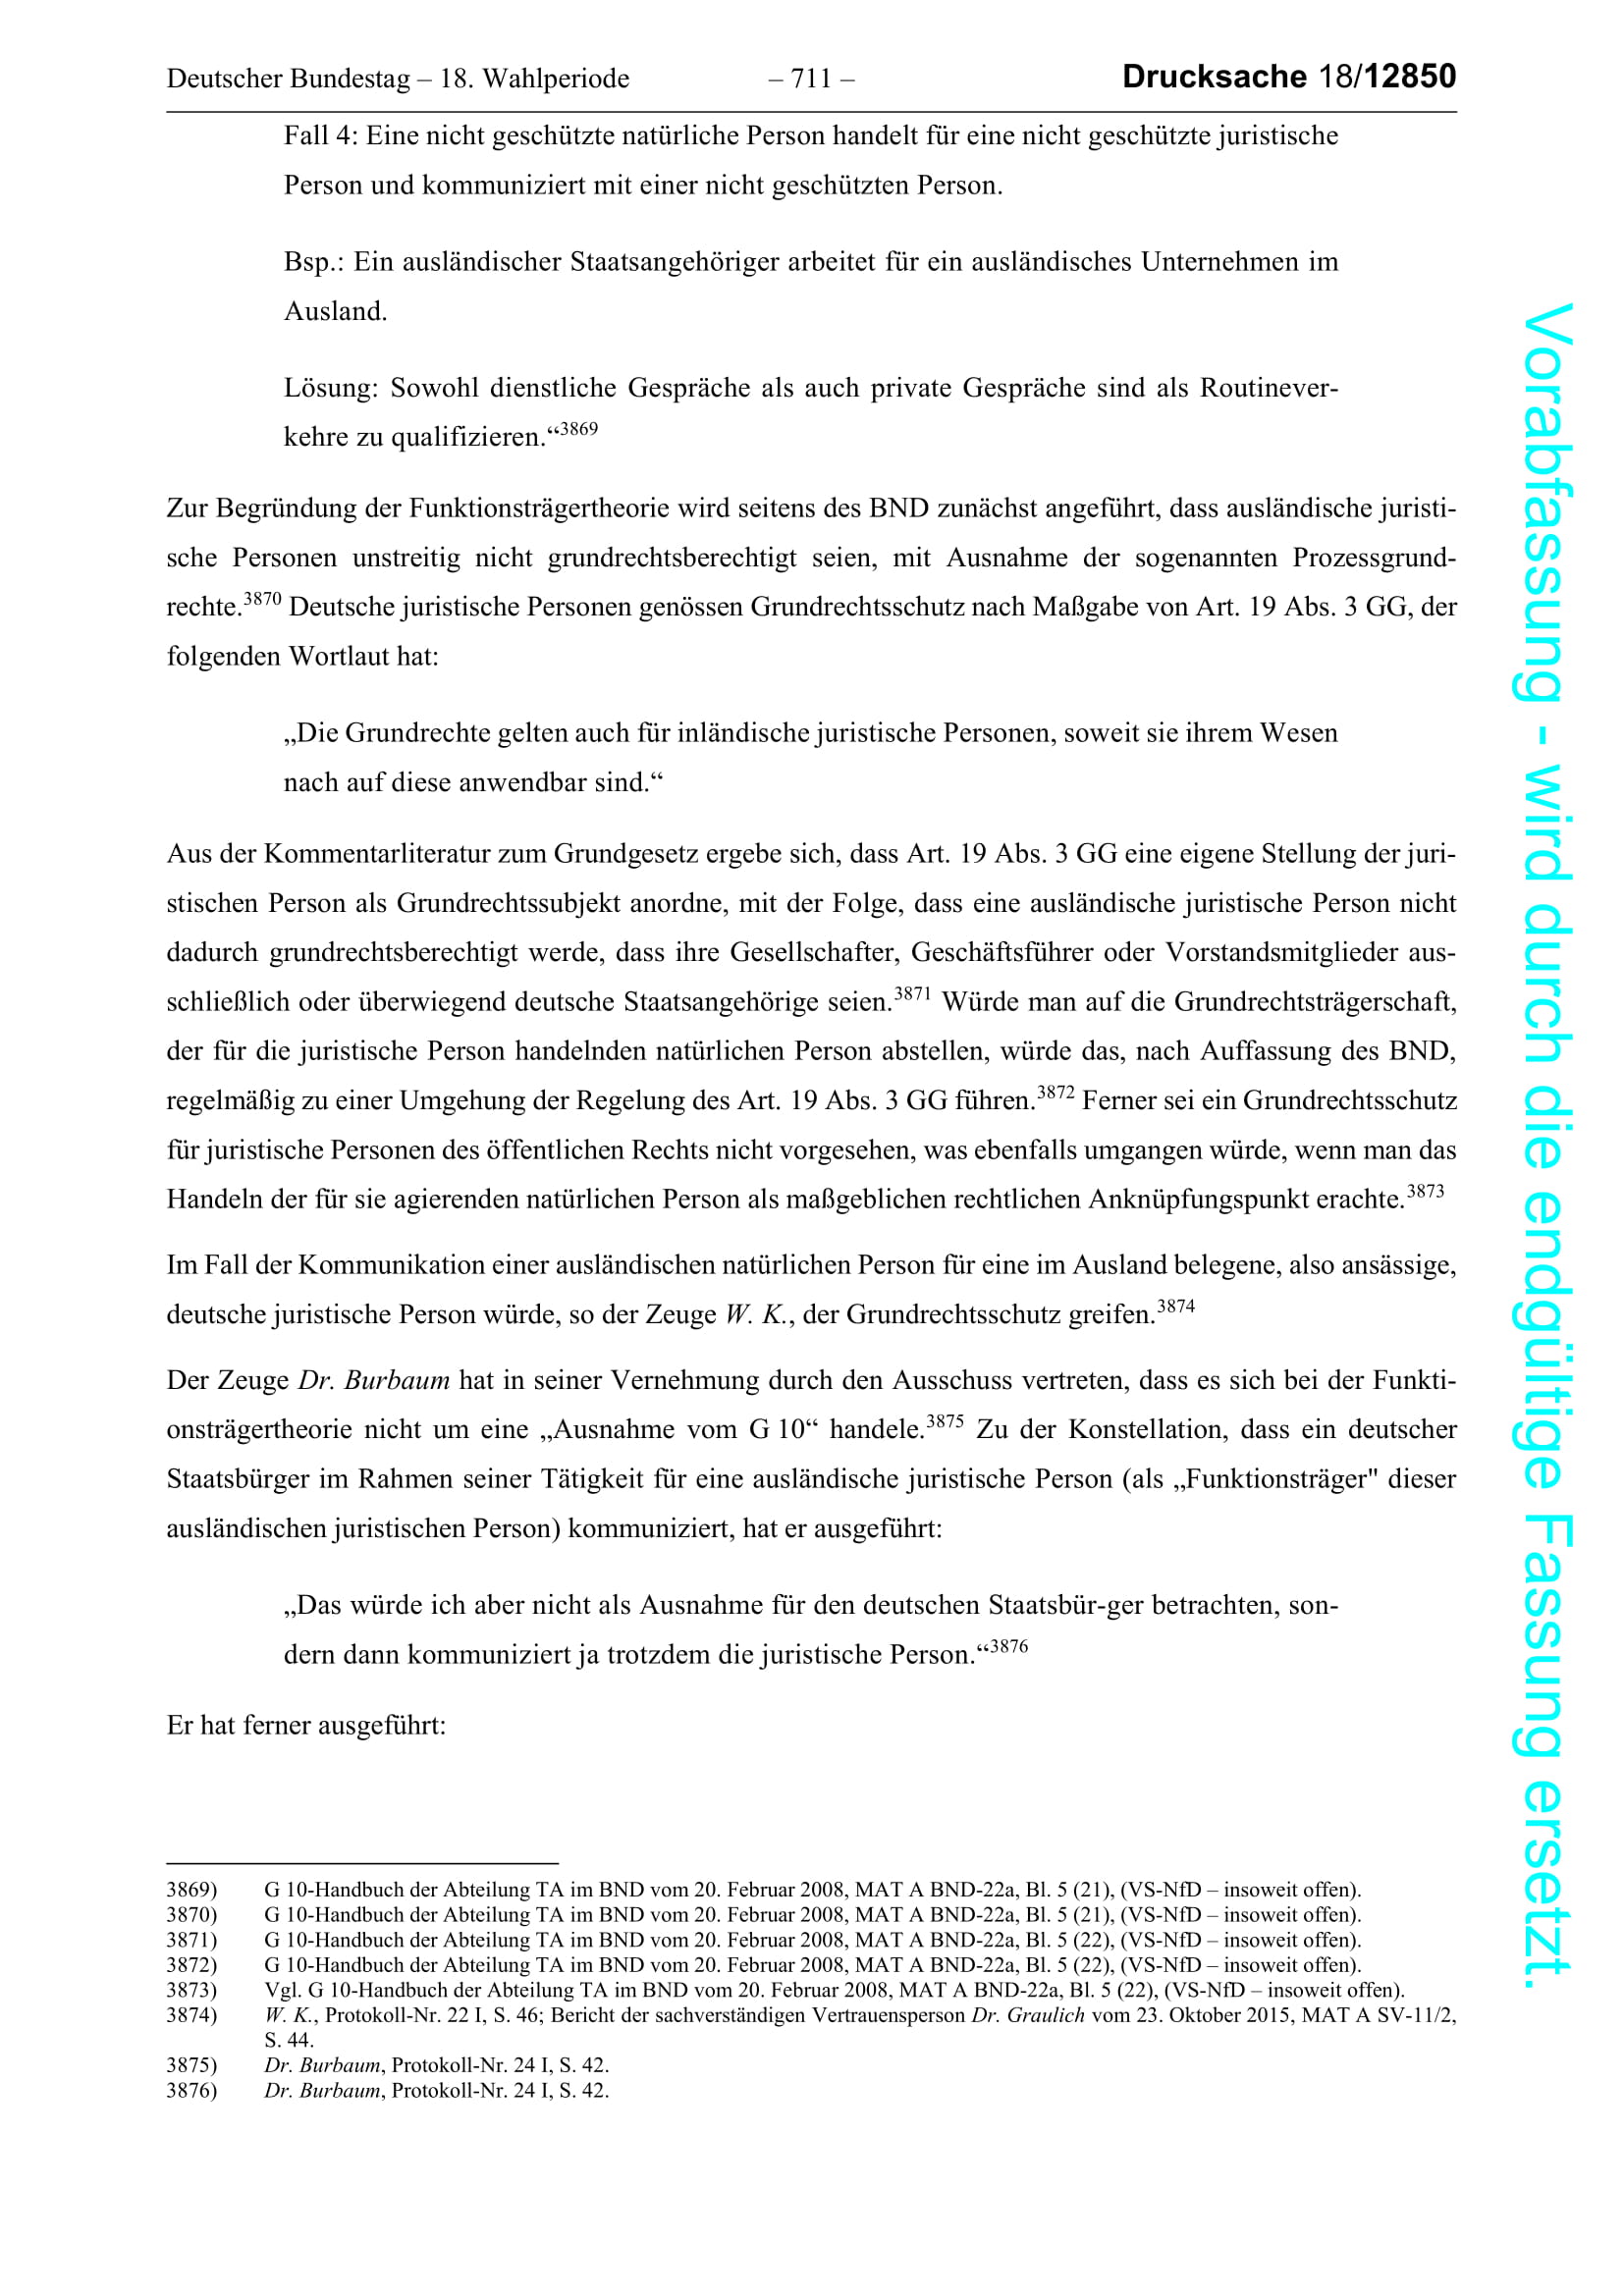 Deutscher Bundestag – 18. Wahlperiode – 711 – Drucksache 18/12850
Fall 4: Eine nicht geschützte natürliche Person handelt für eine nicht geschützte juristische
Person und kommuniziert mit einer nicht geschützten Person.
Bsp.: Ein ausländischer Staatsangehöriger arbeitet für ein ausländisches Unternehmen im
Ausland.
Lösung: Sowohl dienstliche Gespräche als auch private Gespräche sind als Routinever-
kehre zu qualifizieren.“3869
Zur Begründung der Funktionsträgertheorie wird seitens des BND zunächst angeführt, dass ausländische juristi-
sche Personen unstreitig nicht grundrechtsberechtigt seien, mit Ausnahme der sogenannten Prozessgrund-
rechte.3870 Deutsche juristische Personen genössen Grundrechtsschutz nach Maßgabe von Art. 19 Abs. 3 GG, der
folgenden Wortlaut hat:
„Die Grundrechte gelten auch für inländische juristische Personen, soweit sie ihrem Wesen
nach auf diese anwendbar sind.“
Aus der Kommentarliteratur zum Grundgesetz ergebe sich, dass Art. 19 Abs. 3 GG eine eigene Stellung der juri-
stischen Person als Grundrechtssubjekt anordne, mit der Folge, dass eine ausländische juristische Person nicht
dadurch grundrechtsberechtigt werde, dass ihre Gesellschafter, Geschäftsführer oder Vorstandsmitglieder aus-
schließlich oder überwiegend deutsche Staatsangehörige seien.3871 Würde man auf die Grundrechtsträgerschaft,
der für die juristische Person handelnden natürlichen Person abstellen, würde das, nach Auffassung des BND,
regelmäßig zu einer Umgehung der Regelung des Art. 19 Abs. 3 GG führen.3872 Ferner sei ein Grundrechtsschutz
für juristische Personen des öffentlichen Rechts nicht vorgesehen, was ebenfalls umgangen würde, wenn man das
Handeln der für sie agierenden natürlichen Person als maßgeblichen rechtlichen Anknüpfungspunkt erachte.3873
Im Fall der Kommunikation einer ausländischen natürlichen Person für eine im Ausland belegene, also ansässige,
deutsche juristische Person würde, so der Zeuge W. K., der Grundrechtsschutz greifen.3874
Der Zeuge Dr. Burbaum hat in seiner Vernehmung durch den Ausschuss vertreten, dass es sich bei der Funkti-
onsträgertheorie nicht um eine „Ausnahme vom G 10“ handele.3875 Zu der Konstellation, dass ein deutscher
Staatsbürger im Rahmen seiner Tätigkeit für eine ausländische juristische Person (als „Funktionsträger" dieser
ausländischen juristischen Person) kommuniziert, hat er ausgeführt:
„Das würde ich aber nicht als Ausnahme für den deutschen Staatsbür-ger betrachten, son-
dern dann kommuniziert ja trotzdem die juristische Person.“3876
Er hat ferner ausgeführt:
3869) G 10-Handbuch der Abteilung TA im BND vom 20. Februar 2008, MAT A BND-22a, Bl. 5 (21), (VS-NfD – insoweit offen).
3870) G 10-Handbuch der Abteilung TA im BND vom 20. Februar 2008, MAT A BND-22a, Bl. 5 (21), (VS-NfD – insoweit offen).
3871) G 10-Handbuch der Abteilung TA im BND vom 20. Februar 2008, MAT A BND-22a, Bl. 5 (22), (VS-NfD – insoweit offen).
3872) G 10-Handbuch der Abteilung TA im BND vom 20. Februar 2008, MAT A BND-22a, Bl. 5 (22), (VS-NfD – insoweit offen).
3873) Vgl. G 10-Handbuch der Abteilung TA im BND vom 20. Februar 2008, MAT A BND-22a, Bl. 5 (22), (VS-NfD – insoweit offen).
3874) W. K., Protokoll-Nr. 22 I, S. 46; Bericht der sachverständigen Vertrauensperson Dr. Graulich vom 23. Oktober 2015, MAT A SV-11/2,
S. 44.
3875) Dr. Burbaum, Protokoll-Nr. 24 I, S. 42.
3876) Dr. Burbaum, Protokoll-Nr. 24 I, S. 42.
Vorabfassung - wird durch die endgültige Fassung ersetzt.